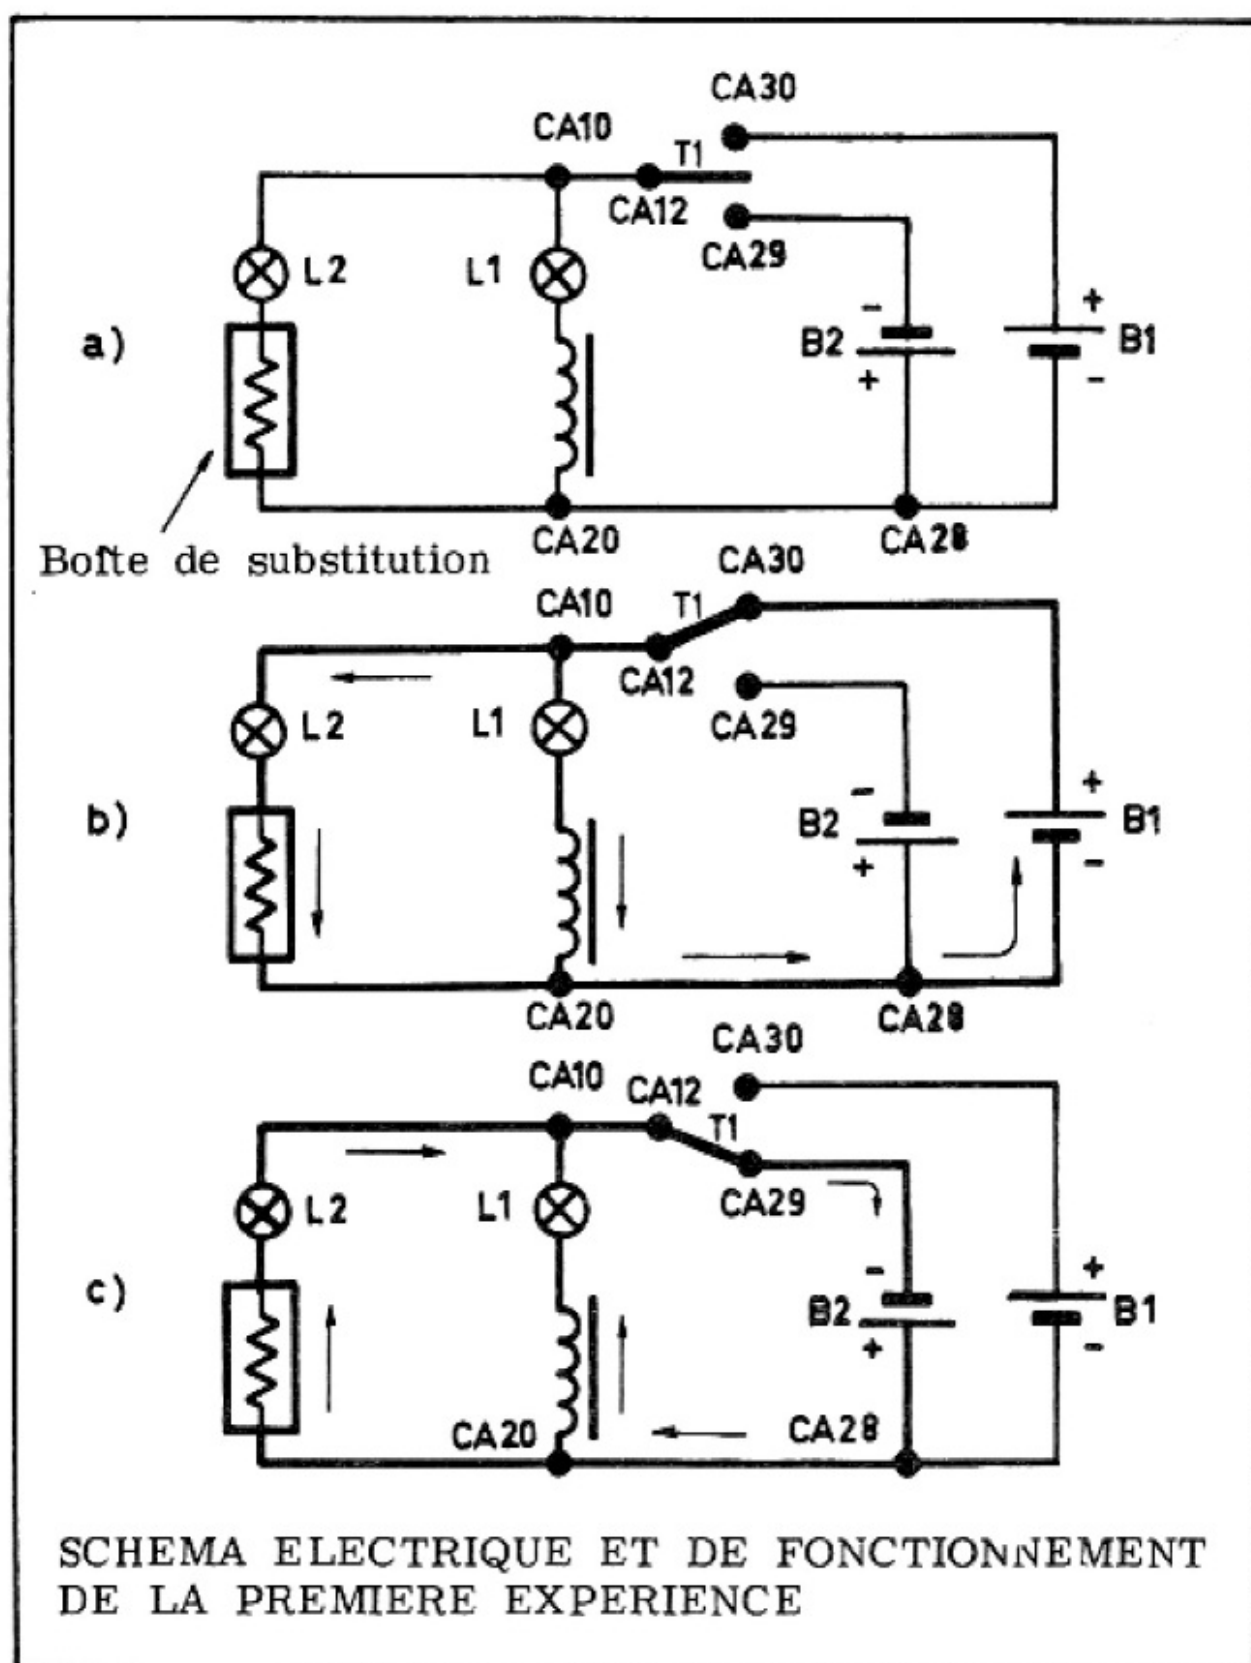 CA30
CA10
T1
CA12
CA29
L2
L1
a)
B2
-
+
+
B1
-
Boîte de substitution
CA20
CA28
CA30
CA10
T1
CA12
CA29
L2
L1
b)
B2
-
+
+
B1
-
CA20
CA28
CA30
CA10
CA12
T1
CA29
L2
L1
c)
B2
-
+
+
B1
-
CA20
CA28
SCHEMA ELECTRIQUE ET DE FONCTIONNEMENT
DE LA PREMIERE EXPERIENCE